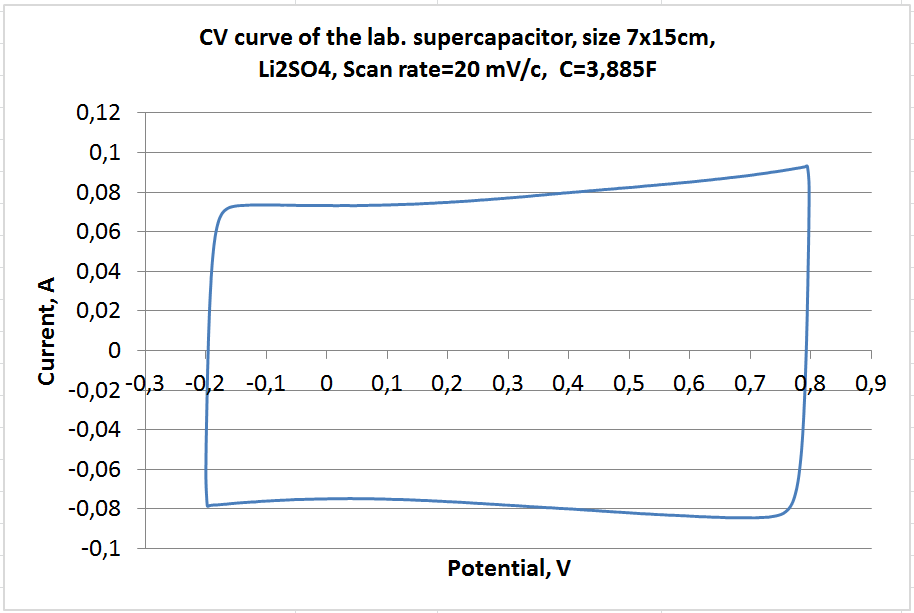 CV curve of the lab. supercapacitor, size 7x15cm,
Li2SO4, Scan rate=20 mV/c,  C=3,885F
0,12
0,1
0,08
0,06
0,04
0,02
0
-0,02
-0,04
-0,06
-0,08
-0,1
Current, A
-0,3 -0,2 -0,1 0 0,1 0,2 0,3 0,4 0,5 0,6 0,7 0,8 0,9
Potential, V